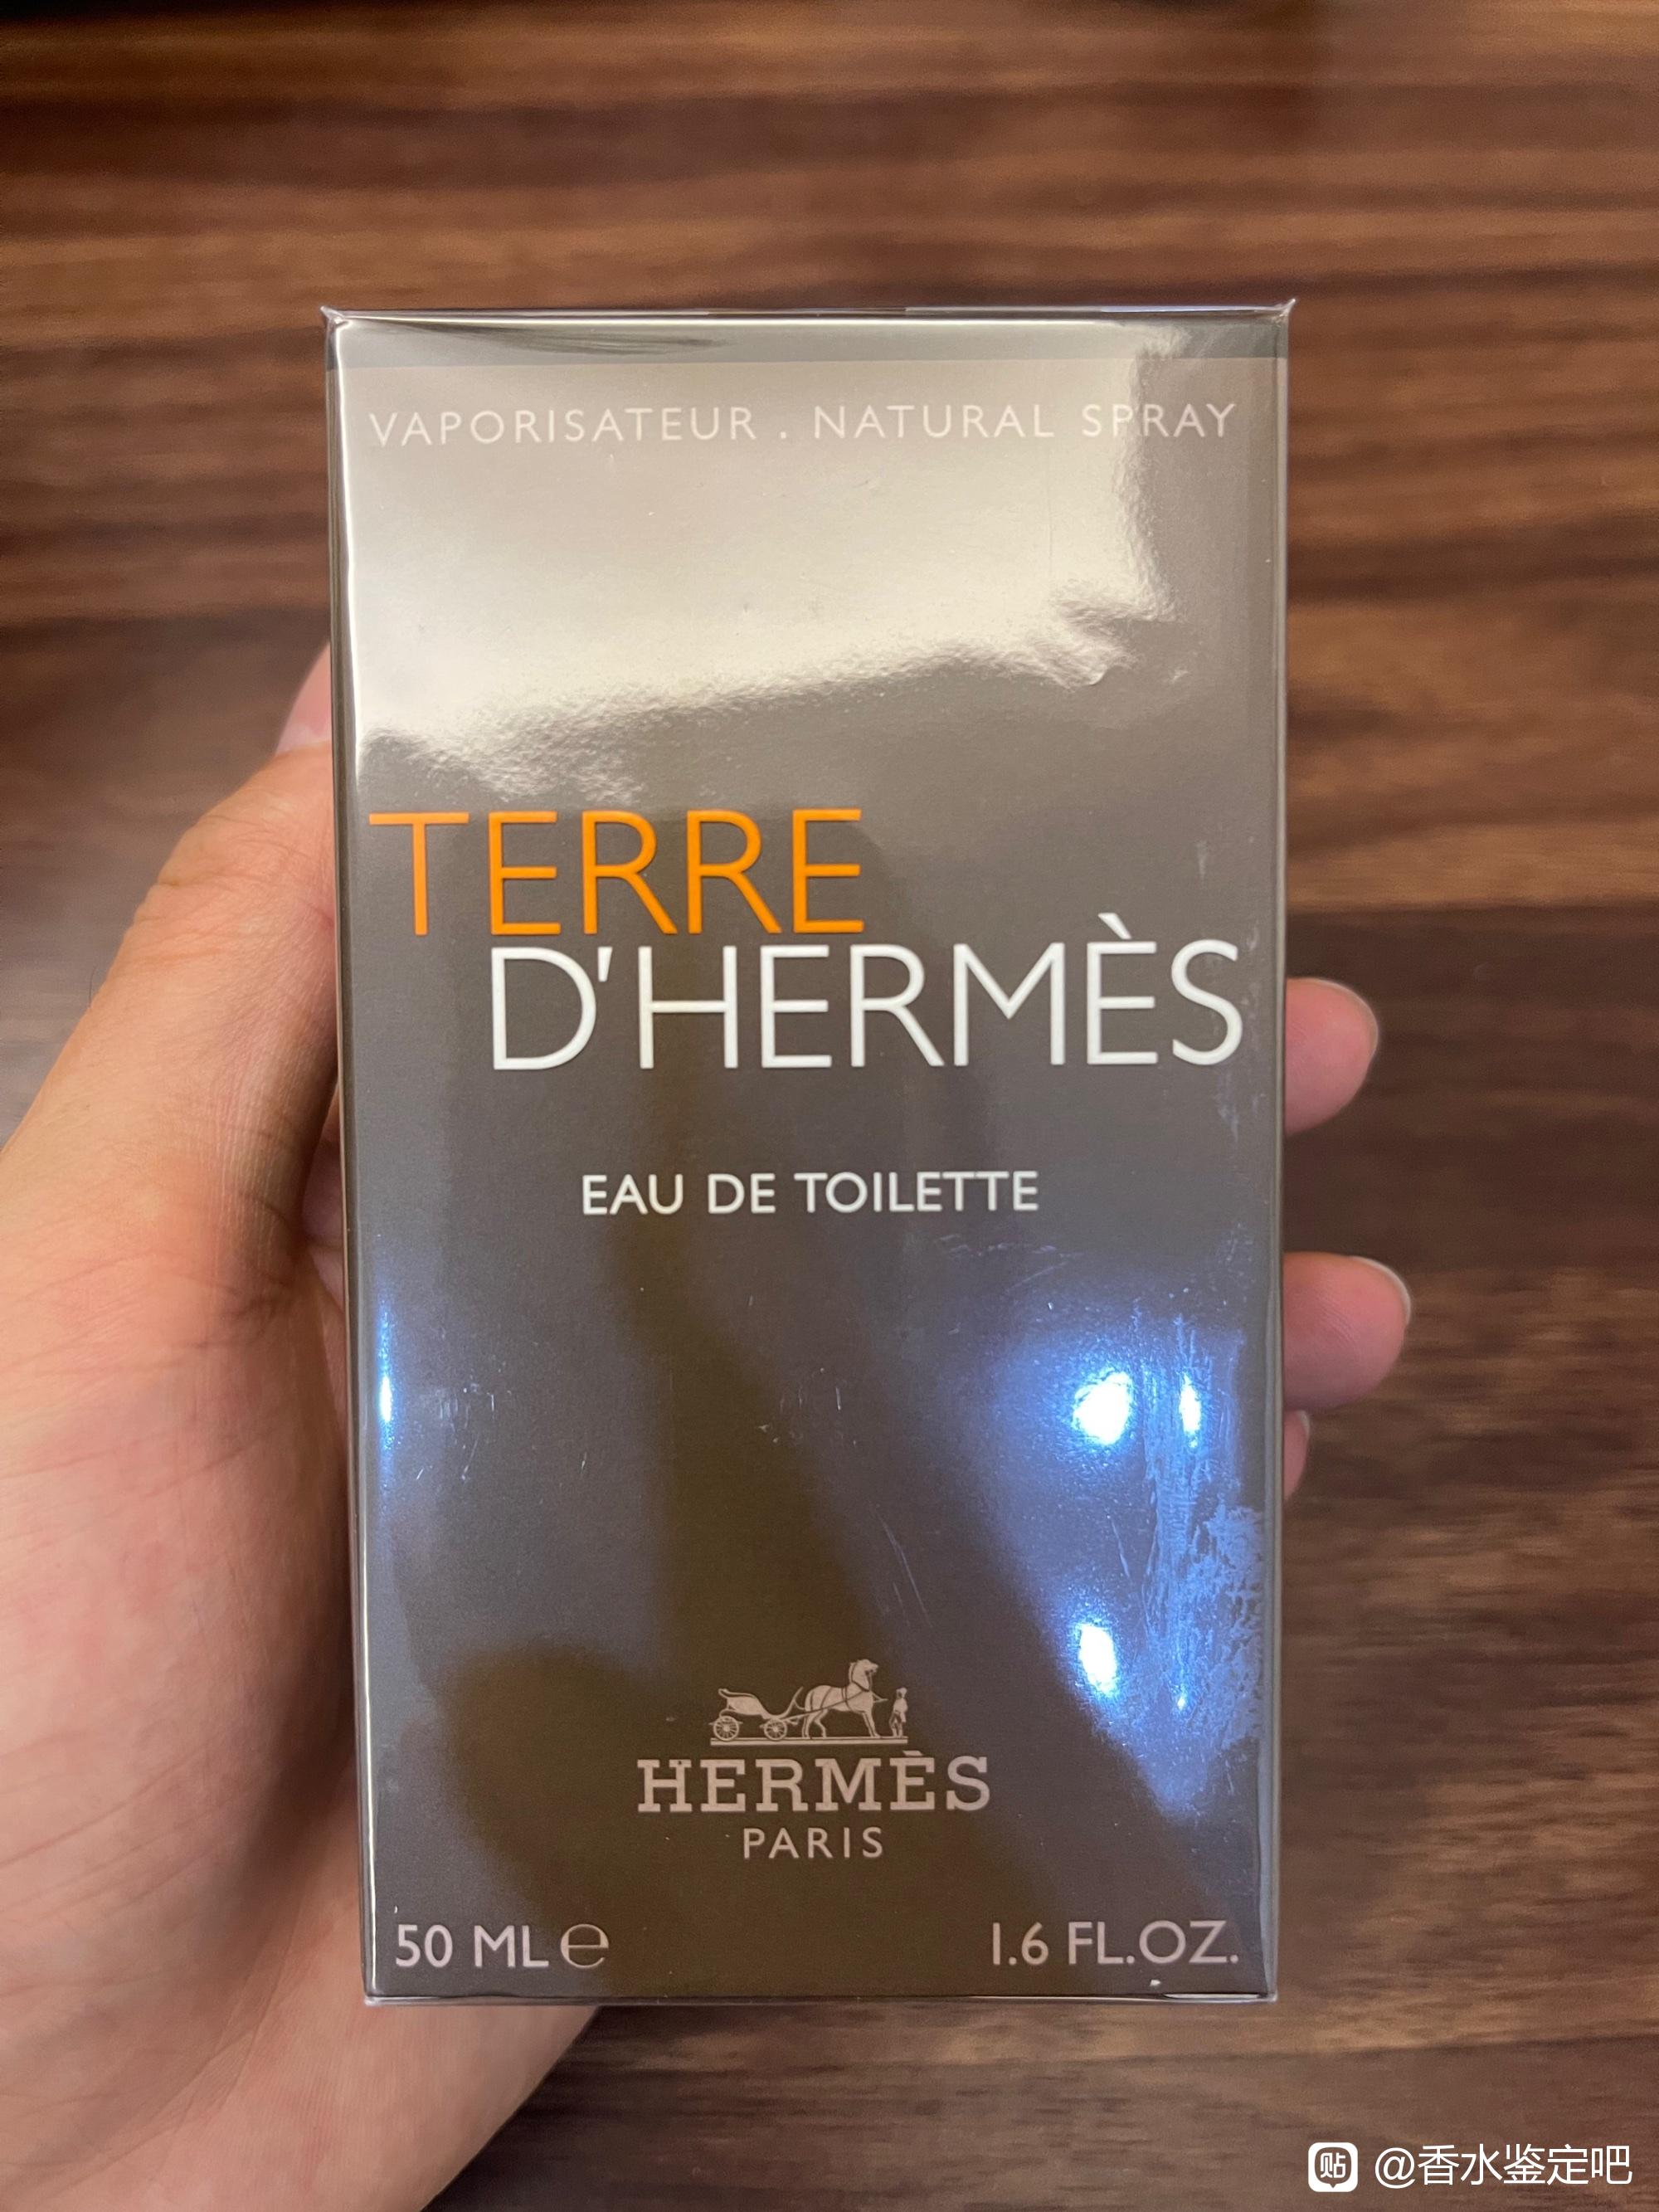 VAPORISATEUR . NATURAL SPRAY
TERRE
D'HERMÈS
EAU DE TOILETTE
HERMÈS
PARIS
50 ML ℮ 1.6 FL.OZ.
贴 @香水鉴定吧